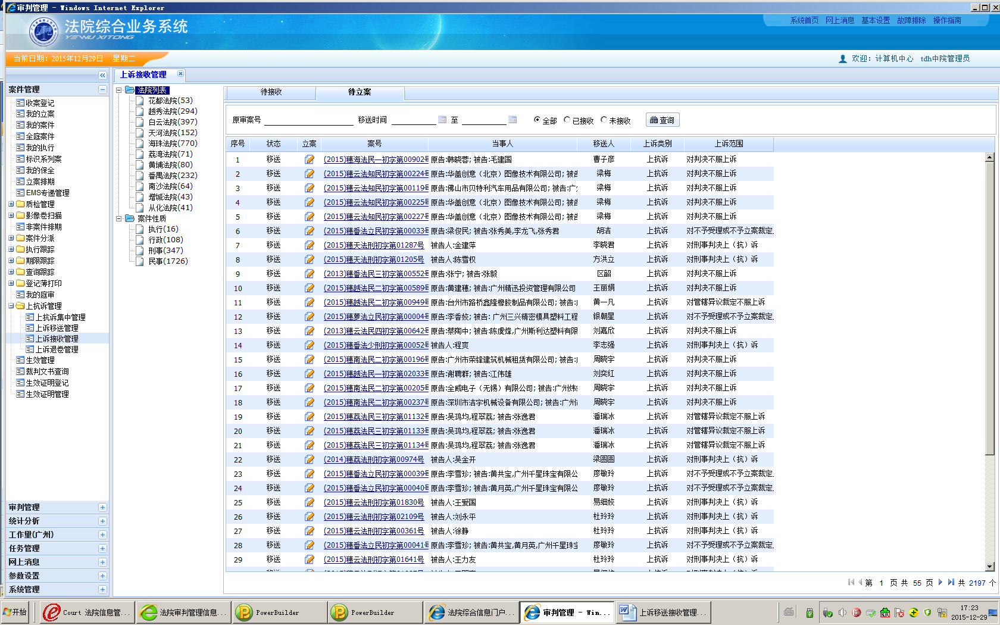 审判管理 - Windows Internet Explorer
法院综合业务系统
YEWU XITONG
系统首页 网上消息 基本设置 故障排除 操作指南
当前日期：2015年12月29日 星期二
欢迎：计算机中心 tdh中院管理员
案件管理
收案登记
我的立案
我的案件
全庭案件
我的执行
标识系列案
我的保全
立案排期
EMS专递管理
质检管理
影像卷扫描
非案件排期
案件分派
执行跟踪
期限跟踪
查询跟踪
登记薄打印
我的庭审
上抗诉管理
上抗诉集中管理
上诉移送管理
上诉接收管理
上诉退卷管理
生效管理
裁判文书查询
生效证明登记
生效证明管理
审判管理
统计分析
工作量(广州)
任务管理
网上消息
参数设置
系统管理
上诉接收管理
法院列表
花都法院(53)
越秀法院(294)
白云法院(397)
天河法院(152)
海珠法院(770)
荔湾法院(71)
黄埔法院(80)
番禺法院(232)
南沙法院(64)
增城法院(43)
从化法院(41)
案件性质
执行(16)
行政(108)
刑事(347)
民事(1726)
待接收 待立案
原审案号 移送时间 至 全部 已接收 未接收 查询
序号 状态 立案 案号 当事人 移送人 上诉类别 上诉范围
1 移送 (2015)穗海法民一初字第00902号 原告:韩晓蓉; 被告:毛建国 曹子彦 上抗诉 对判决不服上诉
2 移送 (2015)穗云法知民初字第00224号 原告:华盖创意（北京）图像技术有限公司; 被告 梁梅 上抗诉 对判决不服上诉
3 移送 (2015)穗云法知民初字第00119号 原告:佛山市贝特利汽车用品有限公司; 被告:广 梁梅 上抗诉 对判决不服上诉
4 移送 (2015)穗云法知民初字第00225号 原告:华盖创意（北京）图像技术有限公司; 被告 梁梅 上抗诉 对判决不服上诉
5 移送 (2015)穗云法知民初字第00227号 原告:华盖创意（北京）图像技术有限公司; 被告 梁梅 上抗诉 对判决不服上诉
6 移送 (2015)穗番法立民初字第00033号 原告:梁俊民; 被告:张秀美,李龙飞,张秀君 胡洁 上抗诉 对不予受理或不予立案裁定
7 移送 (2015)穗天法刑初字第01287号 被告人:金建萍 李晓君 上抗诉 对刑事判决上（抗）诉
8 移送 (2015)穗天法刑初字第01205号 被告人:陈雪权 方洪立 上抗诉 对刑事判决上（抗）诉
9 移送 (2013)穗番法民三初字第00552号 原告:张宁; 被告:张毅 区韶 上抗诉 对判决不服上诉
10 移送 (2015)穗越法民二初字第00589号 原告:黄建穗; 被告:广州精迅投资管理有限公司 王丽娟 上抗诉 对判决不服上诉
11 移送 (2015)穗越法民二初字第00949号 原告:台州市路桥鑫隆橡胶制品有限公司; 被告: 黄一凡 上抗诉 对管辖异议裁定不服上诉
12 移送 (2015)穗萝法立民初字第00004号 原告:李香姣; 被告: 广州三兴精密模具塑料工程 银朝星 上抗诉 对不予受理或不予立案裁定
13 移送 (2013)穗云法民四初字第00642号 原告:蔡陶中; 被告:陈虞烽,广州斯利达塑料有限 刘嘉欣 上抗诉 对判决不服上诉
14 移送 (2015)穗番法少刑初字第00052号 被告人:程爽 李志强 上抗诉 对刑事判决上（抗）诉
15 移送 (2015)穗南法民二初字第00196号 原告:广州市荣锋建筑机械租赁有限公司; 被告: 周晓宇 上抗诉 对判决不服上诉
16 移送 (2015)穗越法民一初字第02033号 原告:谢聘群; 被告:江伟雄 刘奕红 上抗诉 对判决不服上诉
17 移送 (2015)穗南法民二初字第00205号 原告:全威电子（无锡）有限公司; 被告:广州炜 周晓宇 上抗诉 对判决不服上诉
18 移送 (2015)穗南法民二初字第00237号 原告:深圳市洁宇机械设备有限公司; 被告:广州 周晓宇 上抗诉 对判决不服上诉
19 移送 (2015)穗荔法民三初字第01132号 原告:吴鸿均,程翠荔; 被告:张逸君 潘瑞冰 上抗诉 对管辖异议裁定不服上诉
20 移送 (2015)穗荔法民三初字第01133号 原告:吴鸿均,程翠荔; 被告:张逸君 潘瑞冰 上抗诉 对管辖异议裁定不服上诉
21 移送 (2015)穗荔法民三初字第01134号 原告:吴鸿均,程翠荔; 被告:张逸君 潘瑞冰 上抗诉 对管辖异议裁定不服上诉
22 移送 (2014)穗荔法刑初字第00974号 被告人:吴金开 梁圆圆 上抗诉 对刑事判决上（抗）诉
23 移送 (2015)穗番法立民初字第00039号 原告:李雪珍; 被告:黄共宝,广州千星珠宝有限公 廖敏玲 上抗诉 对不予受理或不予立案裁定
24 移送 (2015)穗番法立民初字第00040号 原告:李雪珍; 被告:黄月英,广州千星珠宝有限公 廖敏玲 上抗诉 对不予受理或不予立案裁定
25 移送 (2015)穗云法刑初字第01830号 被告人:王爱国 易细姣 上抗诉 对刑事判决上（抗）诉
26 移送 (2015)穗云法刑初字第02109号 被告人:刘永平 杜玲玲 上抗诉 对刑事判决上（抗）诉
27 移送 (2015)穗云法刑初字第00361号 被告人:徐静 杜玲玲 上抗诉 对刑事判决上（抗）诉
28 移送 (2015)穗番法立民初字第00041号 原告:李雪珍; 被告:黄共宝,黄月英,广州千星珠宝 廖敏玲 上抗诉 对不予受理或不予立案裁定
29 移送 (2015)穗云法刑初字第01641号 被告人:王力友 杜玲玲 上抗诉 对刑事判决上（抗）诉
第 1 页 共 55 页 共 2197 个
开始 Court 法院信息管... 法院审判管理信息... PowerBuilder PowerBuilder 法院综合信息门户... 审判管理 - Win... 上诉移送接收管理... 17:23
2015-12-29